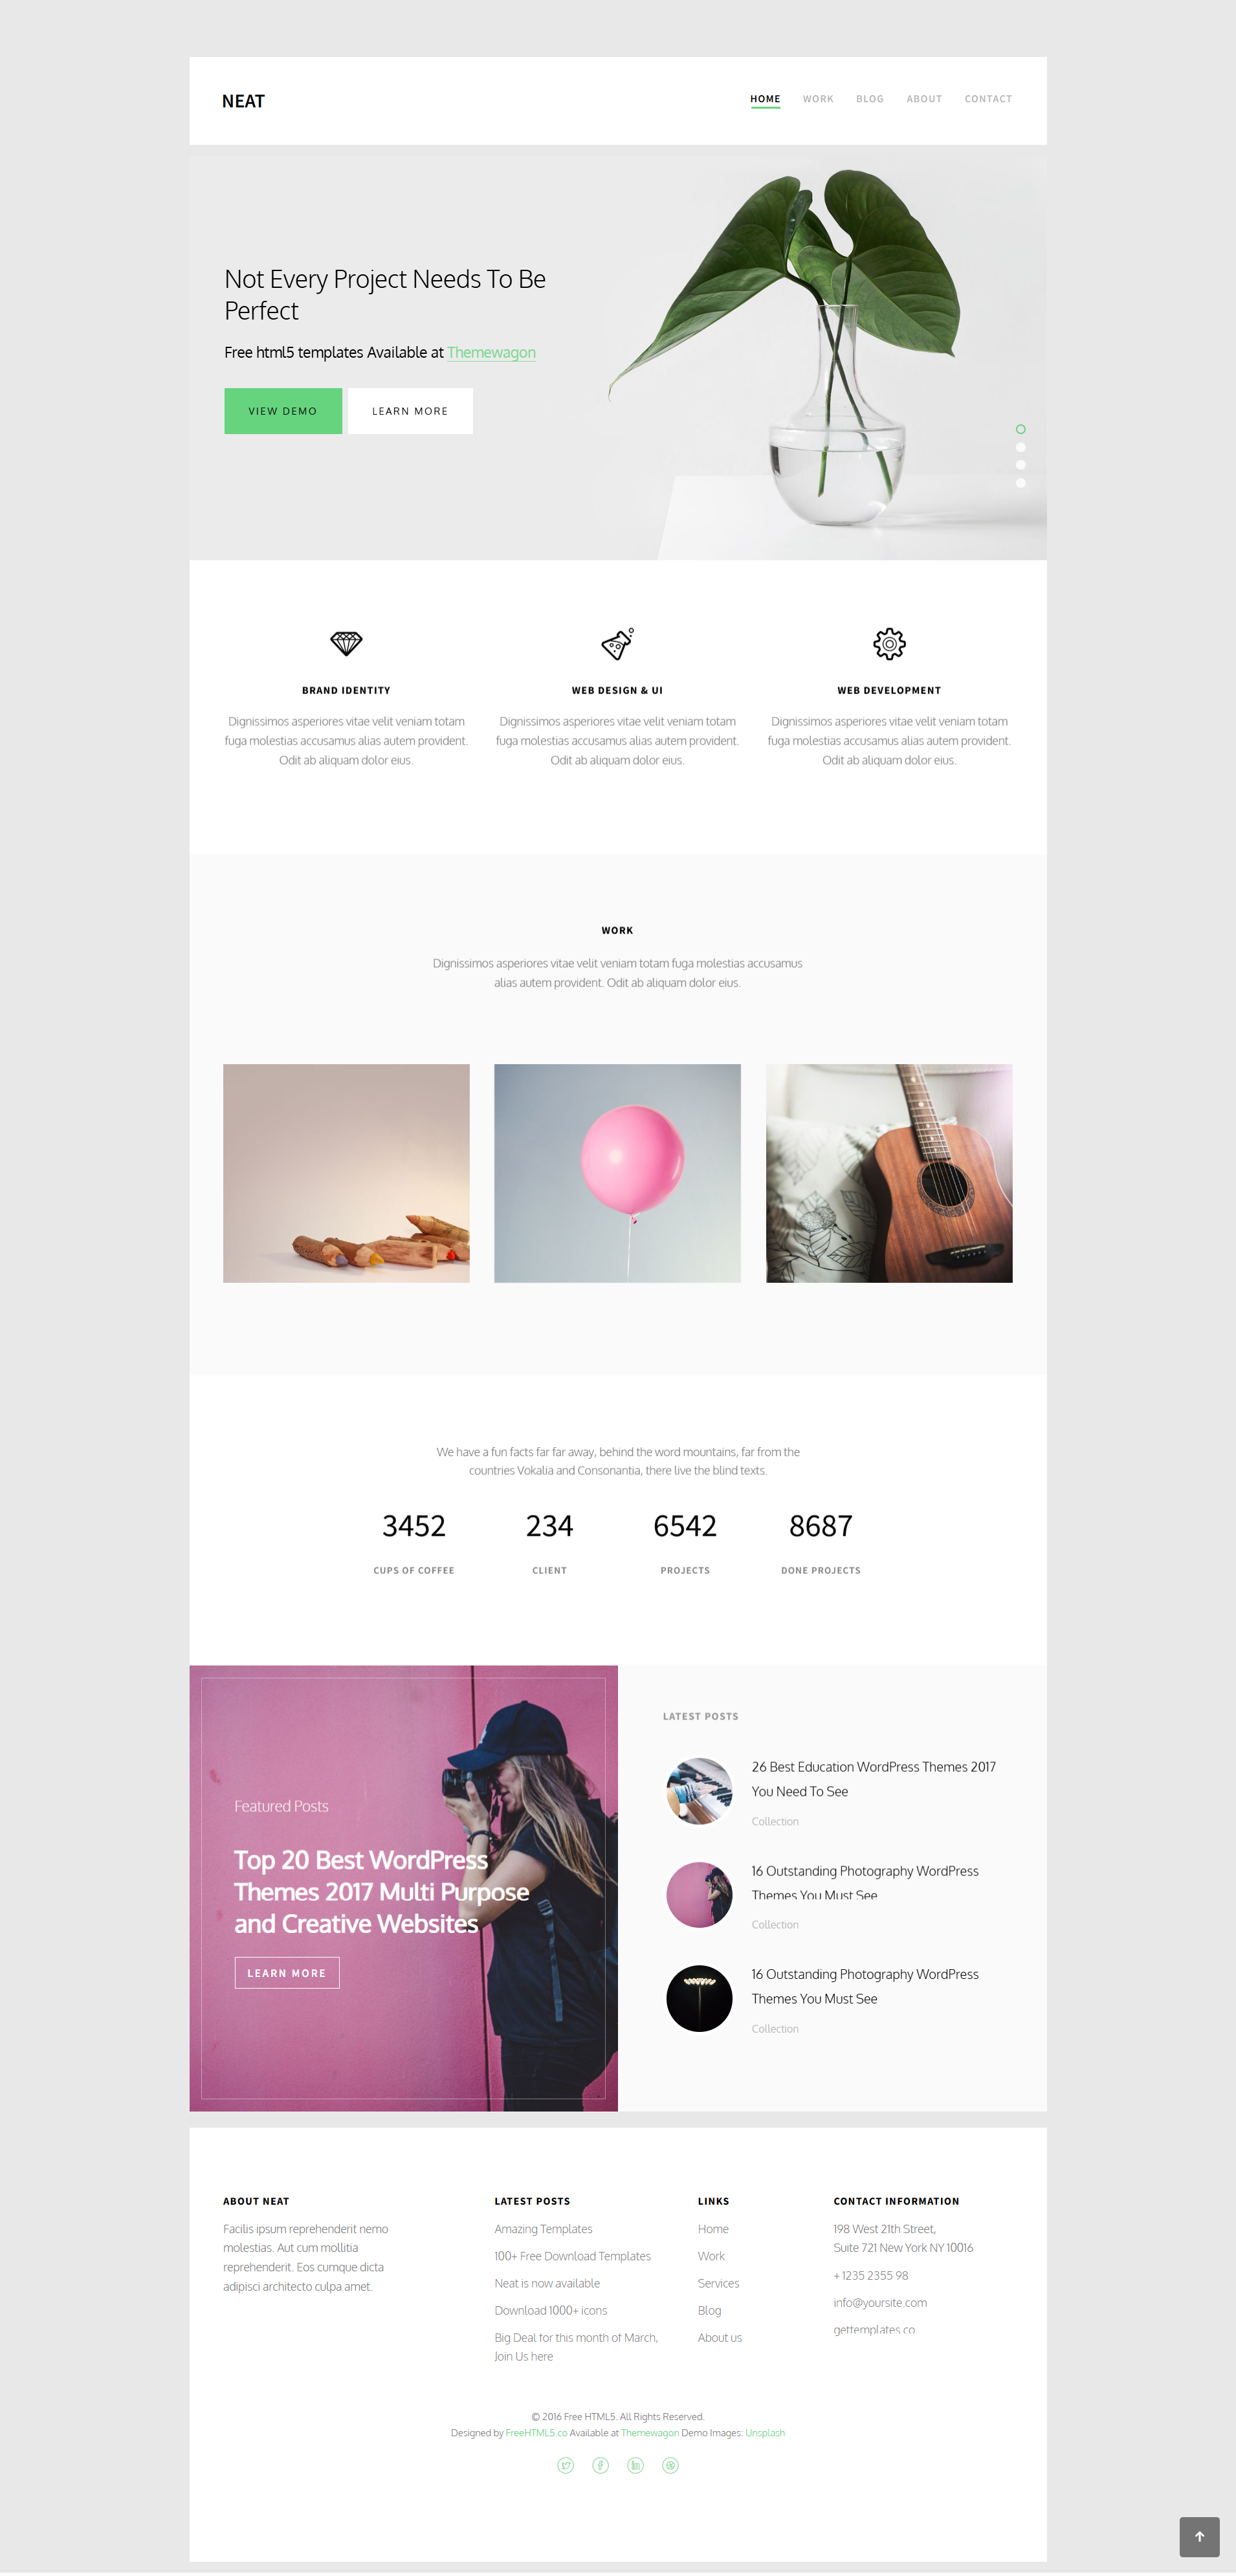 NEAT
HOME WORK BLOG ABOUT CONTACT
Not Every Project Needs To Be
Perfect
Free html5 templates Available at Themewagon
VIEW DEMO
LEARN MORE
BRAND IDENTITY
Dignissimos asperiores vitae velit veniam totam
fuga molestias accusamus alias autem provident.
Odit ab aliquam dolor eius.
WEB DESIGN & UI
Dignissimos asperiores vitae velit veniam totam
fuga molestias accusamus alias autem provident.
Odit ab aliquam dolor eius.
WEB DEVELOPMENT
Dignissimos asperiores vitae velit veniam totam
fuga molestias accusamus alias autem provident.
Odit ab aliquam dolor eius.
WORK
Dignissimos asperiores vitae velit veniam totam fuga molestias accusamus
alias autem provident. Odit ab aliquam dolor eius.
We have a fun facts far far away, behind the word mountains, far from the
countries Vokalia and Consonantia, there live the blind texts.
3452
CUPS OF COFFEE
234
CLIENT
6542
PROJECTS
8687
DONE PROJECTS
Featured Posts
Top 20 Best WordPress
Themes 2017 Multi Purpose
and Creative Websites
LEARN MORE
LATEST POSTS
26 Best Education WordPress Themes 2017
You Need To See
Collection
16 Outstanding Photography WordPress
Themes You Must See
Collection
16 Outstanding Photography WordPress
Themes You Must See
Collection
ABOUT NEAT
Facilis ipsum reprehenderit nemo
molestias. Aut cum mollitia
reprehenderit. Eos cumque dicta
adipisci architecto culpa amet.
LATEST POSTS
Amazing Templates
100+ Free Download Templates
Neat is now available
Download 1000+ icons
Big Deal for this month of March,
Join Us here
LINKS
Home
Work
Services
Blog
About us
CONTACT INFORMATION
198 West 21th Street,
Suite 721 New York NY 10016
+ 1235 2355 98
info@yoursite.com
gettemplates.co
© 2016 Free HTML5. All Rights Reserved.
Designed by FreeHTML5.co Available at Themewagon Demo Images: Unsplash